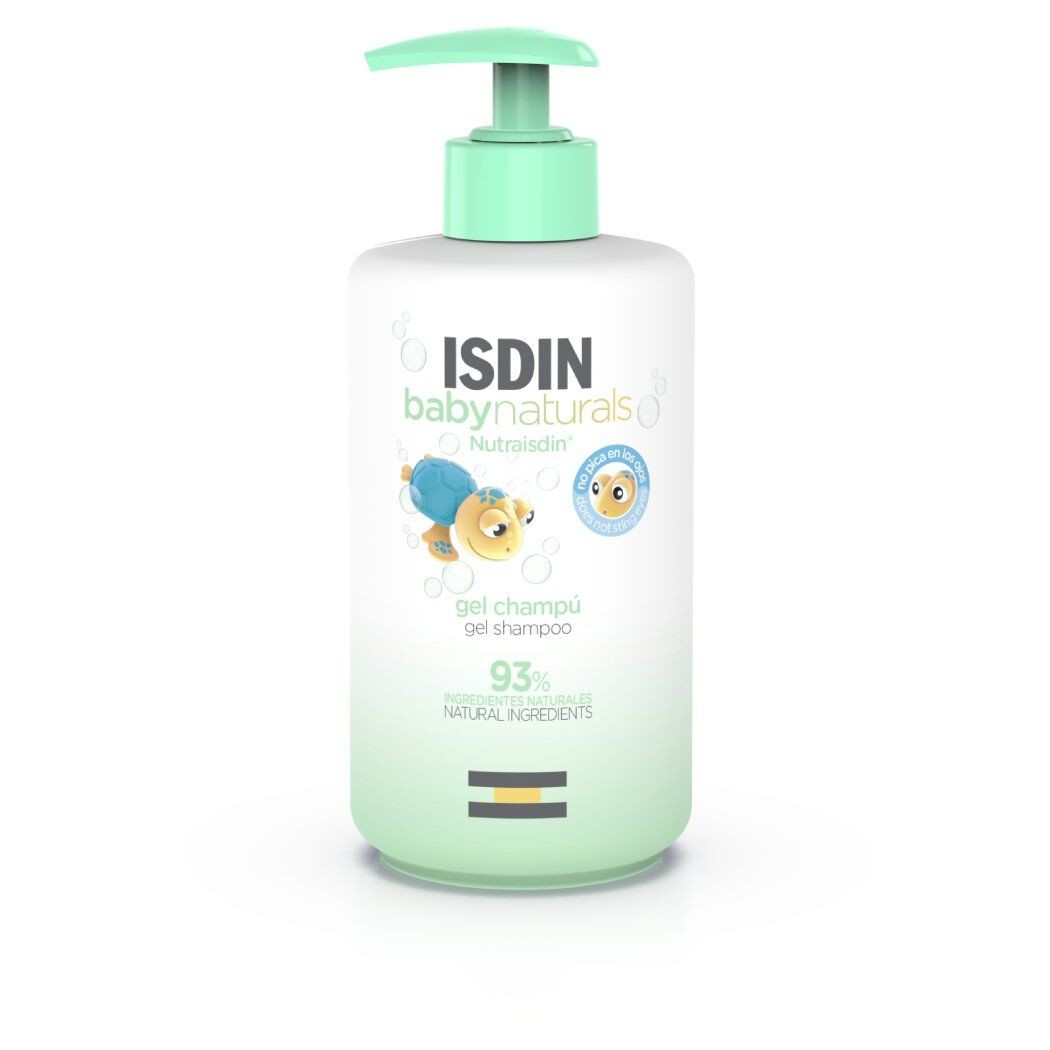 ISDIN
babynaturals
Nutraisdin®
no pica en los ojos
does not sting eyes
gel champú
gel shampoo
93%
INGREDIENTES NATURALES
NATURAL INGREDIENTS